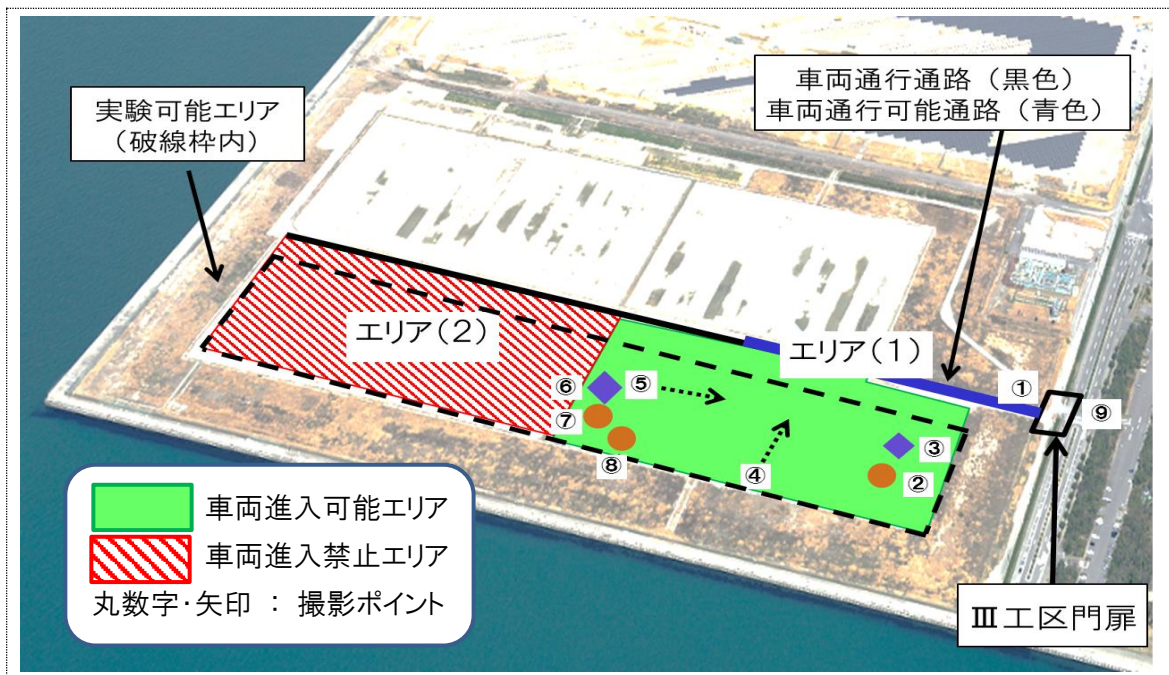 車両通行通路（黒色）
車両通行可能通路（青色）
実験可能エリア
（破線枠内）
エリア（2）
エリア（1）
①
⑨
⑥
⑤
⑦
⑧
④
③
②
車両進入可能エリア
車両進入禁止エリア
丸数字・矢印 ： 撮影ポイント
Ⅲ工区門扉